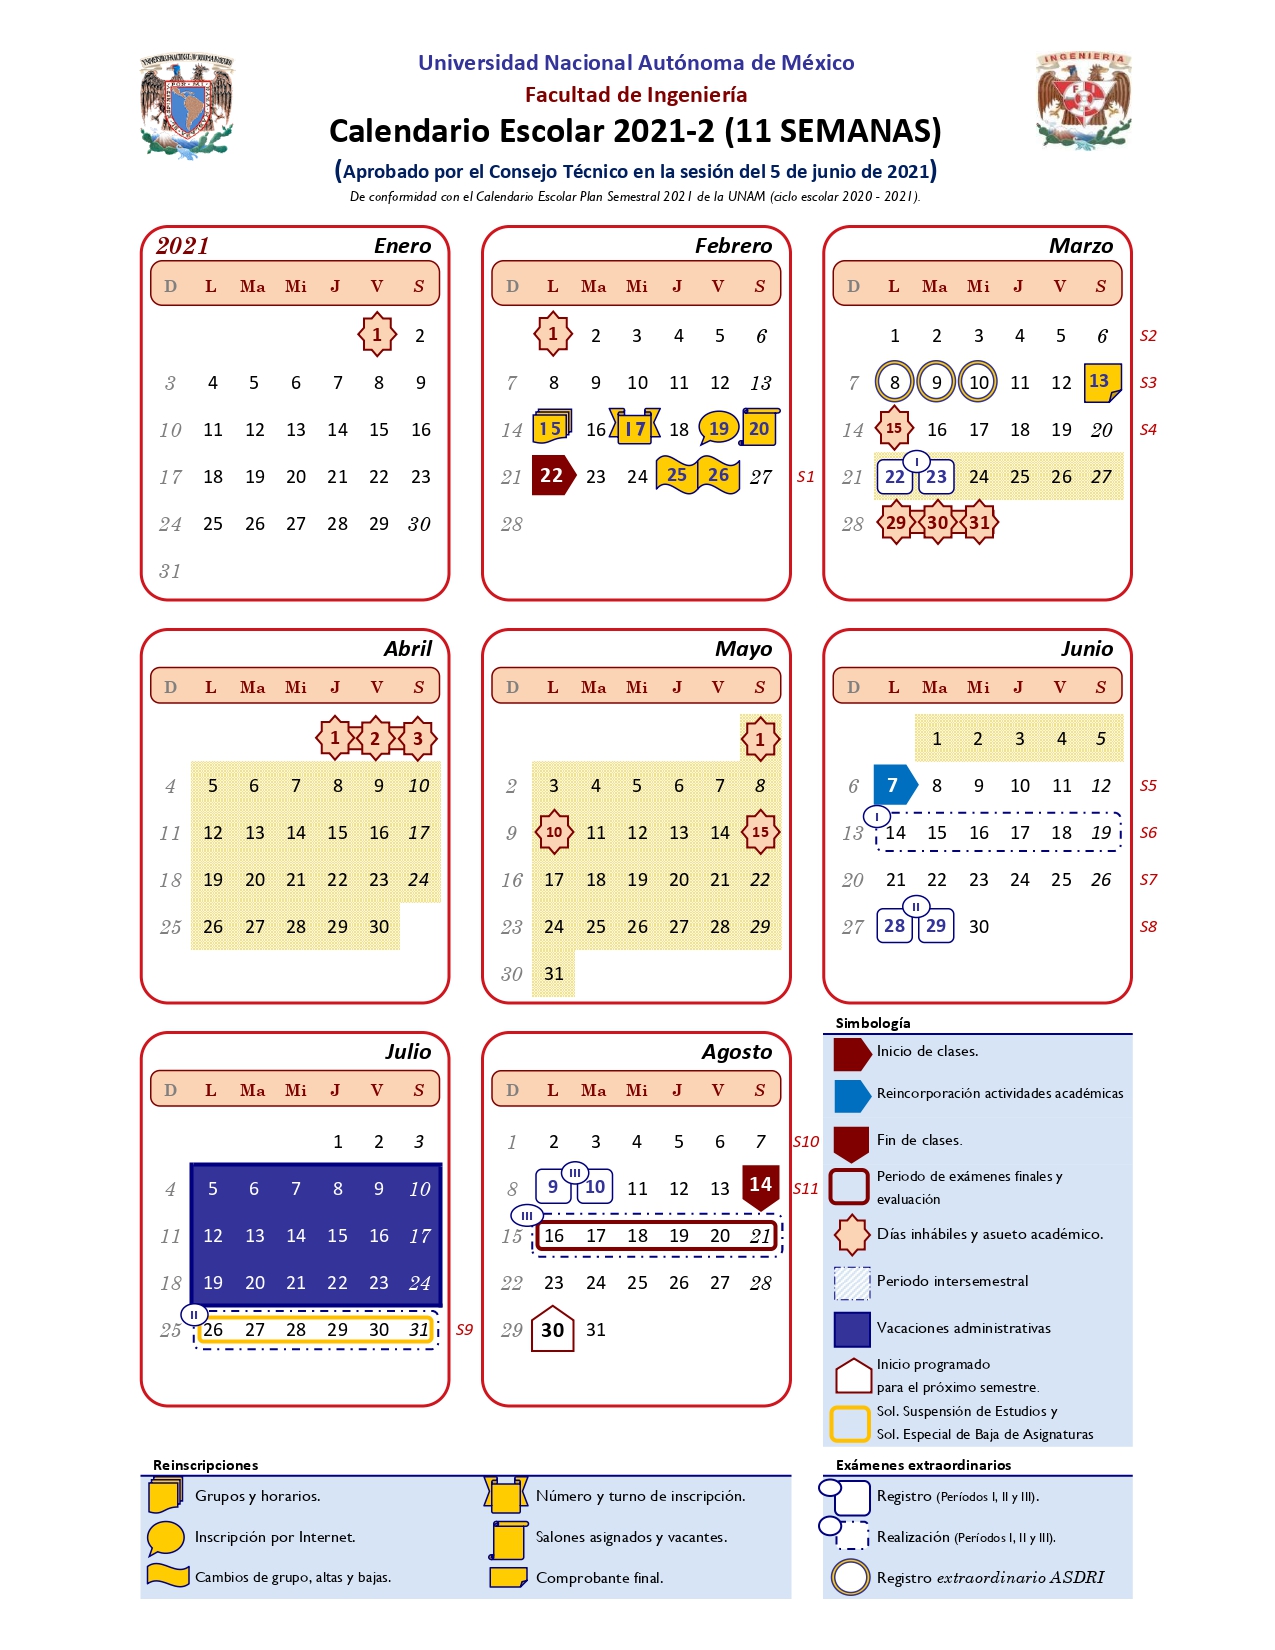 Universidad Nacional Autónoma de México
Facultad de Ingeniería
Calendario Escolar 2021-2 (11 SEMANAS)
(Aprobado por el Consejo Técnico en la sesión del 5 de junio de 2021)
De conformidad con el Calendario Escolar Plan Semestral 2021 de la UNAM (ciclo escolar 2020 - 2021).
INGENIERIA
2021 Enero
D L Ma Mi J V S
1 2
3 4 5 6 7 8 9
10 11 12 13 14 15 16
17 18 19 20 21 22 23
24 25 26 27 28 29 30
31
Febrero
D L Ma Mi J V S
1 2 3 4 5 6
7 8 9 10 11 12 13
14 15 16 17 18 19 20
21 22 23 24 25 26 27 S1
28
Marzo
D L Ma Mi J V S
1 2 3 4 5 6 S2
7 8 9 10 11 12 13 S3
14 15 16 17 18 19 20 S4
I
21 22 23 24 25 26 27
28 29 30 31
Abril
D L Ma Mi J V S
1 2 3
4 5 6 7 8 9 10
11 12 13 14 15 16 17
18 19 20 21 22 23 24
25 26 27 28 29 30
Mayo
D L Ma Mi J V S
1
2 3 4 5 6 7 8
9 10 11 12 13 14 15
16 17 18 19 20 21 22
23 24 25 26 27 28 29
30 31
Junio
D L Ma Mi J V S
1 2 3 4 5
6 7 8 9 10 11 12 S5
I
13 14 15 16 17 18 19 S6
20 21 22 23 24 25 26 S7
II
27 28 29 30 S8
Julio
D L Ma Mi J V S
1 2 3
4 5 6 7 8 9 10
11 12 13 14 15 16 17
18 19 20 21 22 23 24
II
25 26 27 28 29 30 31 S9
Agosto
D L Ma Mi J V S
1 2 3 4 5 6 7 S10
III
8 9 10 11 12 13 14 S11
III
15 16 17 18 19 20 21
22 23 24 25 26 27 28
29 30 31
Simbología
Inicio de clases.
Reincorporación actividades académicas
Fin de clases.
Periodo de exámenes finales y
evaluación
Días inhábiles y asueto académico.
Periodo intersemestral
Vacaciones administrativas
Inicio programado
para el próximo semestre.
Sol. Suspensión de Estudios y
Sol. Especial de Baja de Asignaturas
Reinscripciones
Grupos y horarios.
Número y turno de inscripción.
Inscripción por Internet.
Salones asignados y vacantes.
Cambios de grupo, altas y bajas.
Comprobante final.
Exámenes extraordinarios
Registro (Períodos I, II y III).
Realización (Períodos I, II y III).
Registro extraordinario ASDRI